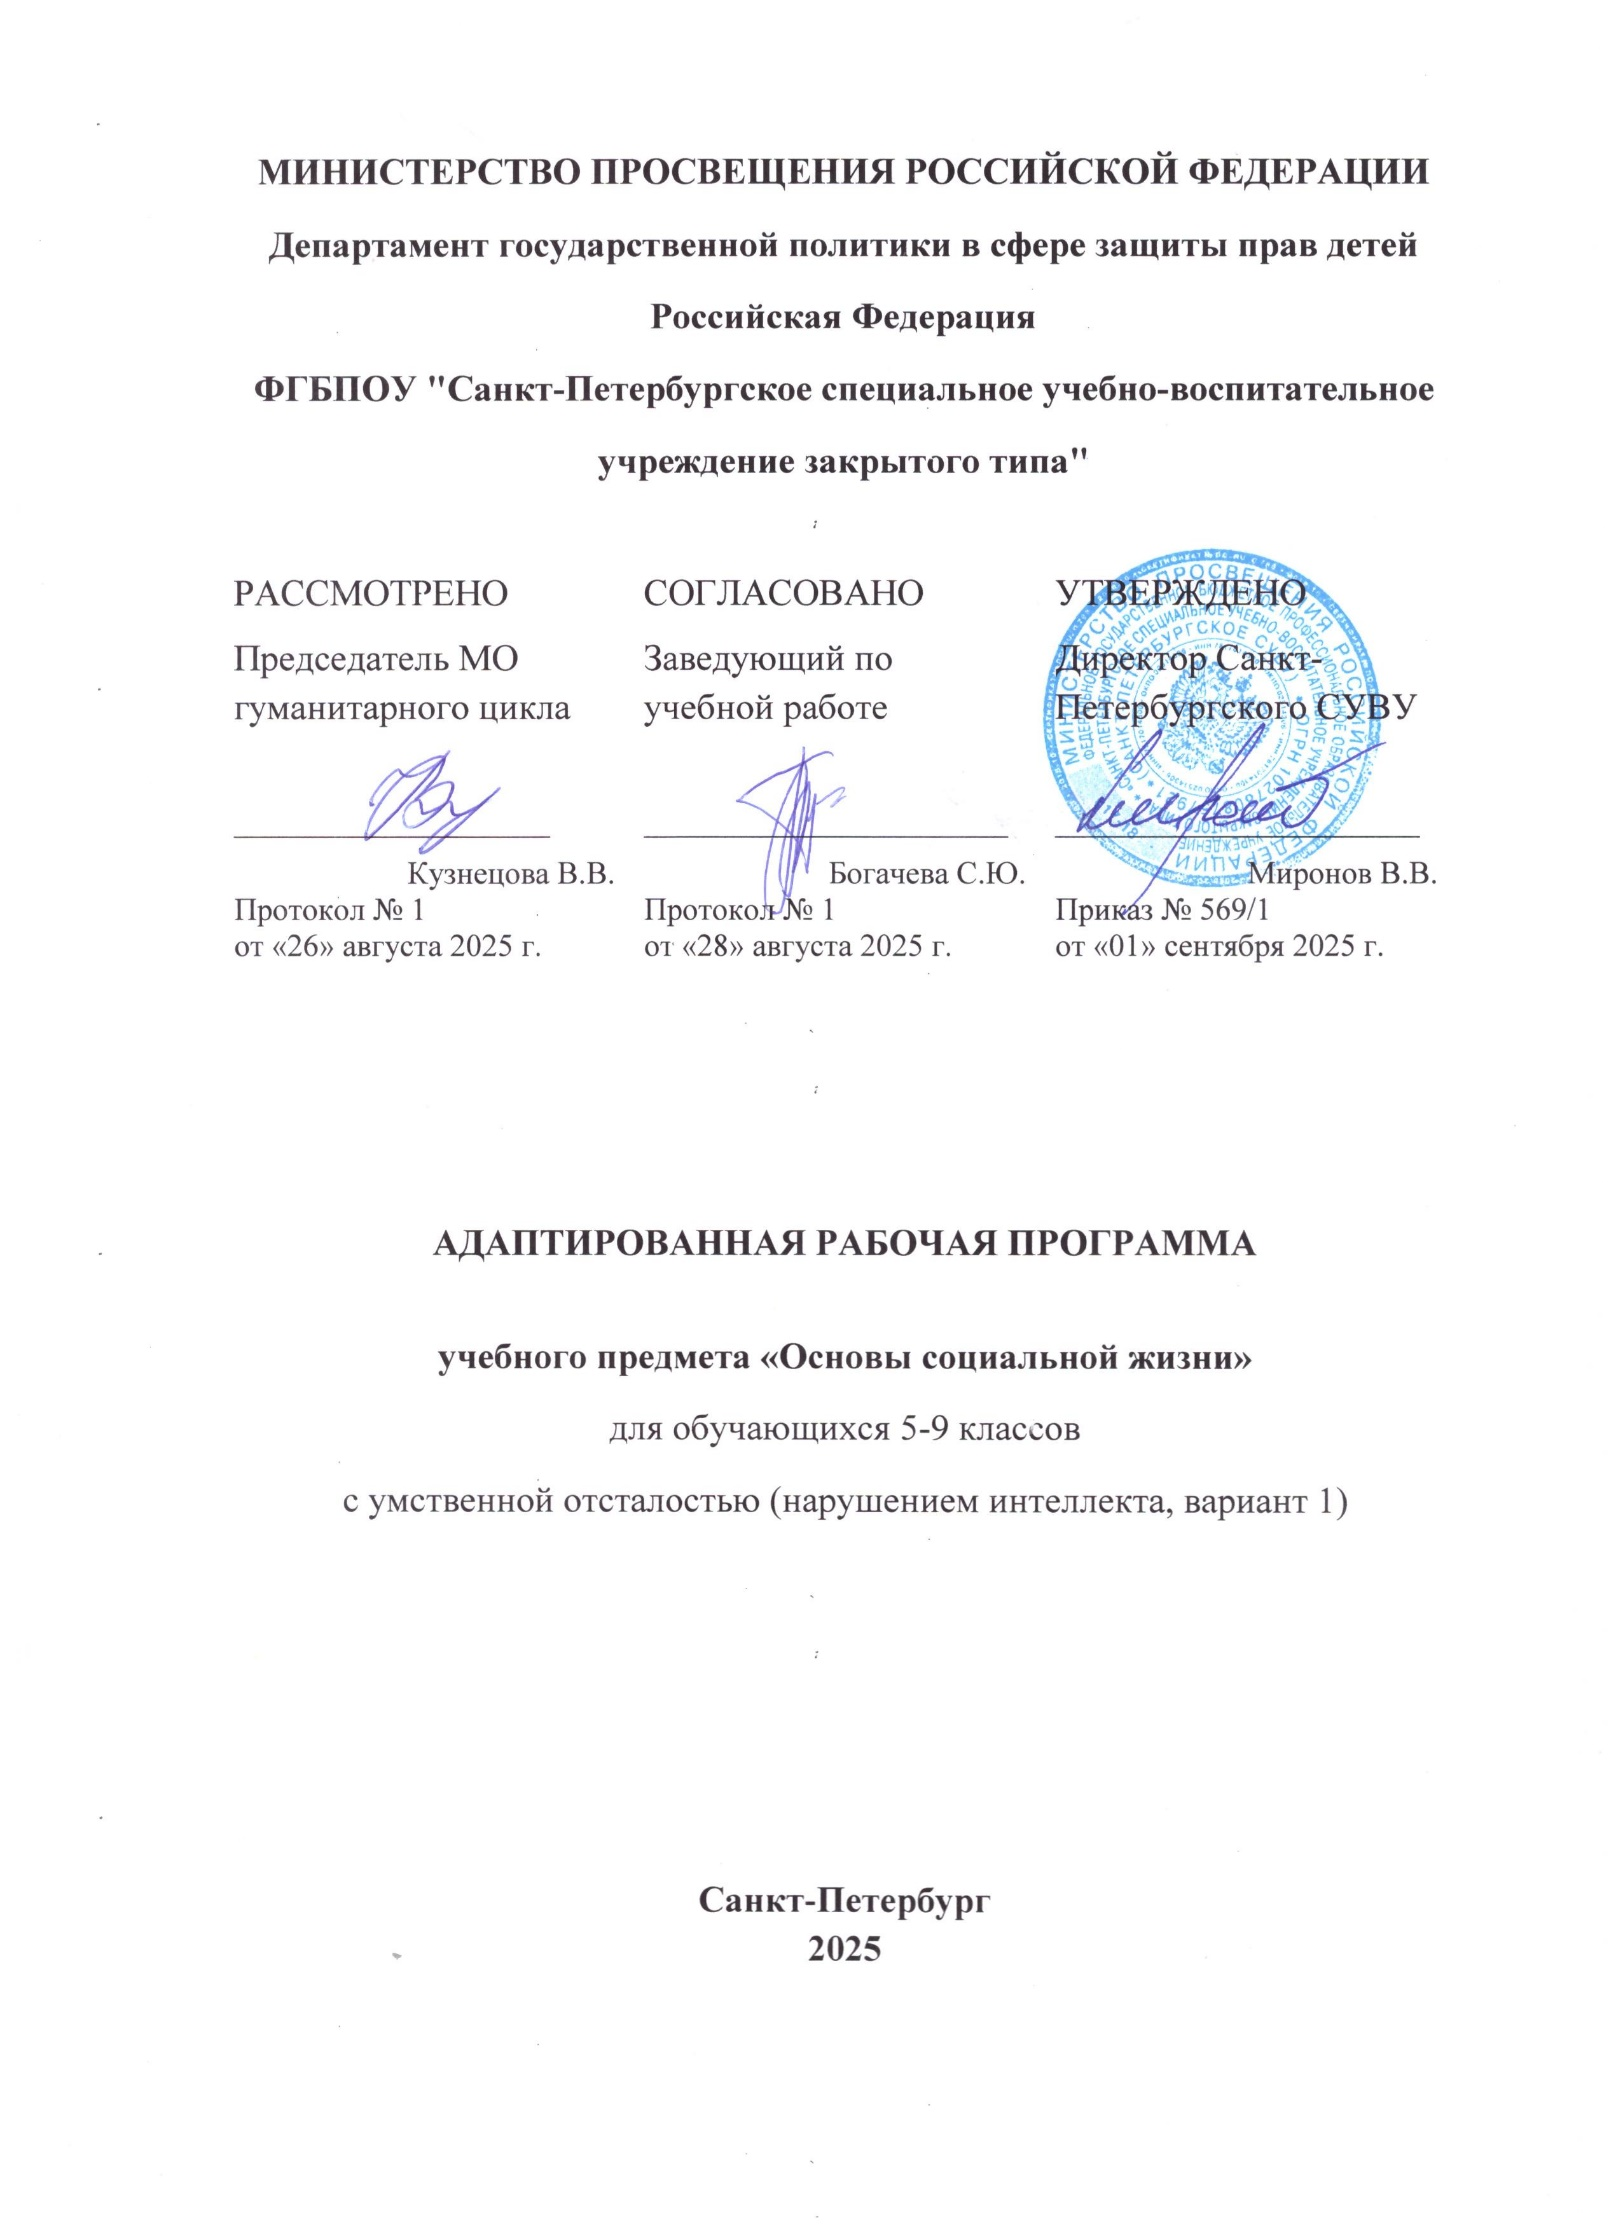 МИНИСТЕРСТВО ПРОСВЕЩЕНИЯ РОССИЙСКОЙ ФЕДЕРАЦИИ
Департамент государственной политики в сфере защиты прав детей
Российская Федерация
ФГБПОУ "Санкт-Петербургское специальное учебно-воспитательное
учреждение закрытого типа"
РАССМОТРЕНО
Председатель МО
гуманитарного цикла
Кузнецова В.В.
Протокол № 1
от «26» августа 2025 г.
СОГЛАСОВАНО
Заведующий по
учебной работе
Богачева С.Ю.
Протокол № 1
от «28» августа 2025 г.
УТВЕРЖДЕНО
Директор Санкт-
Петербургского СУВУ
Миронов В.В.
Приказ № 569/1
от «01» сентября 2025 г.
МИНИСТЕРСТВО ПРОСВЕЩЕНИЯ РОССИЙСКОЙ ФЕДЕРАЦИИ
АДАПТИРОВАННАЯ РАБОЧАЯ ПРОГРАММА
учебного предмета «Основы социальной жизни»
для обучающихся 5-9 классов
с умственной отсталостью (нарушением интеллекта, вариант 1)
Санкт-Петербург
2025